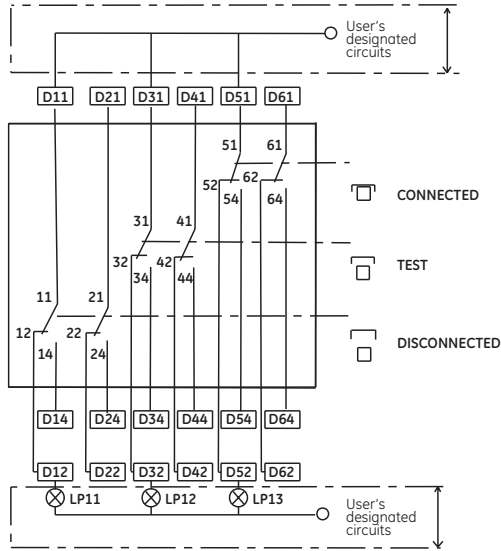 User's
designated
circuits
D11 D21 D31 D41 D51 D61
51 61
52 62
54 64
CONNECTED
31 41
32 42
34 44
TEST
11 21
12 22
14 24
DISCONNECTED
D14 D24 D34 D44 D54 D64
D12 D22 D32 D42 D52 D62
LP11 LP12 LP13
User's
designated
circuits